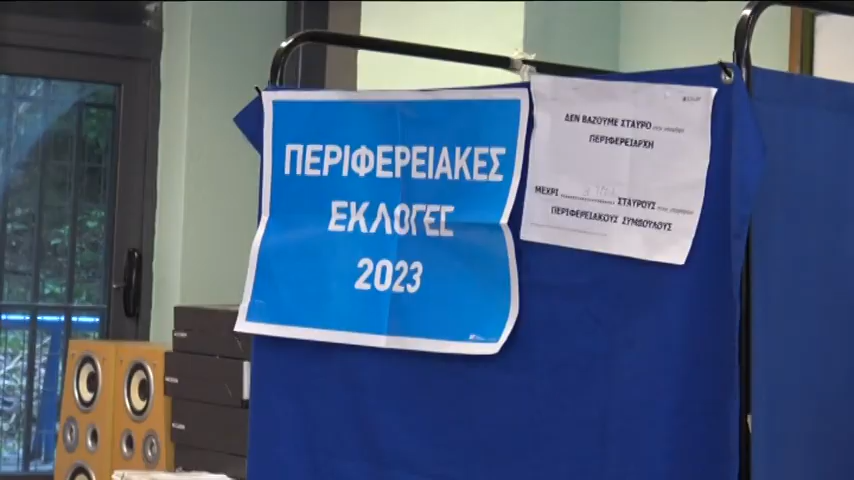 ΠΕΡΙΦΕΡΕΙΑΚΕΣ
ΕΚΛΟΓΕΣ
2023
ΔΕΝ ΒΑΖΟΥΜΕ ΣΤΑΥΡΟ
ΠΕΡΙΦΕΡΕΙΑΡΧΗ
ΜΕΧΡΙ ΣΤΑΥΡΟΥΣ
ΠΕΡΙΦΕΡΕΙΑΚΟΥΣ ΣΥΜΒΟΥΛΟΥΣ